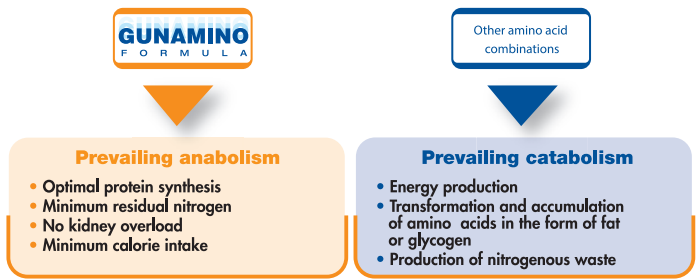 GUNAMINO
FORMULA
Other amino acid
combinations
Prevailing anabolism
• Optimal protein synthesis
• Minimum residual nitrogen
• No kidney overload
• Minimum calorie intake
Prevailing catabolism
• Energy production
• Transformation and accumulation
of amino acids in the form of fat
or glycogen
• Production of nitrogenous waste